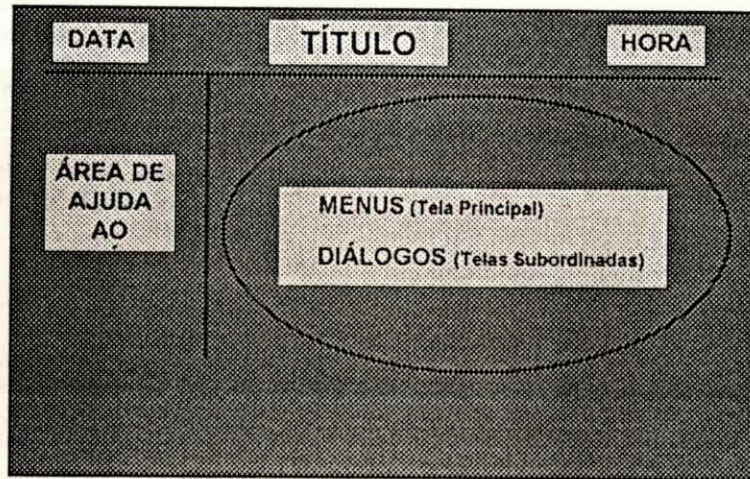 DATA
TÍTULO
HORA
ÁREA DE
AJUDA
AO
MENUS (Tela Principal)
DIÁLOGOS (Telas Subordinadas)